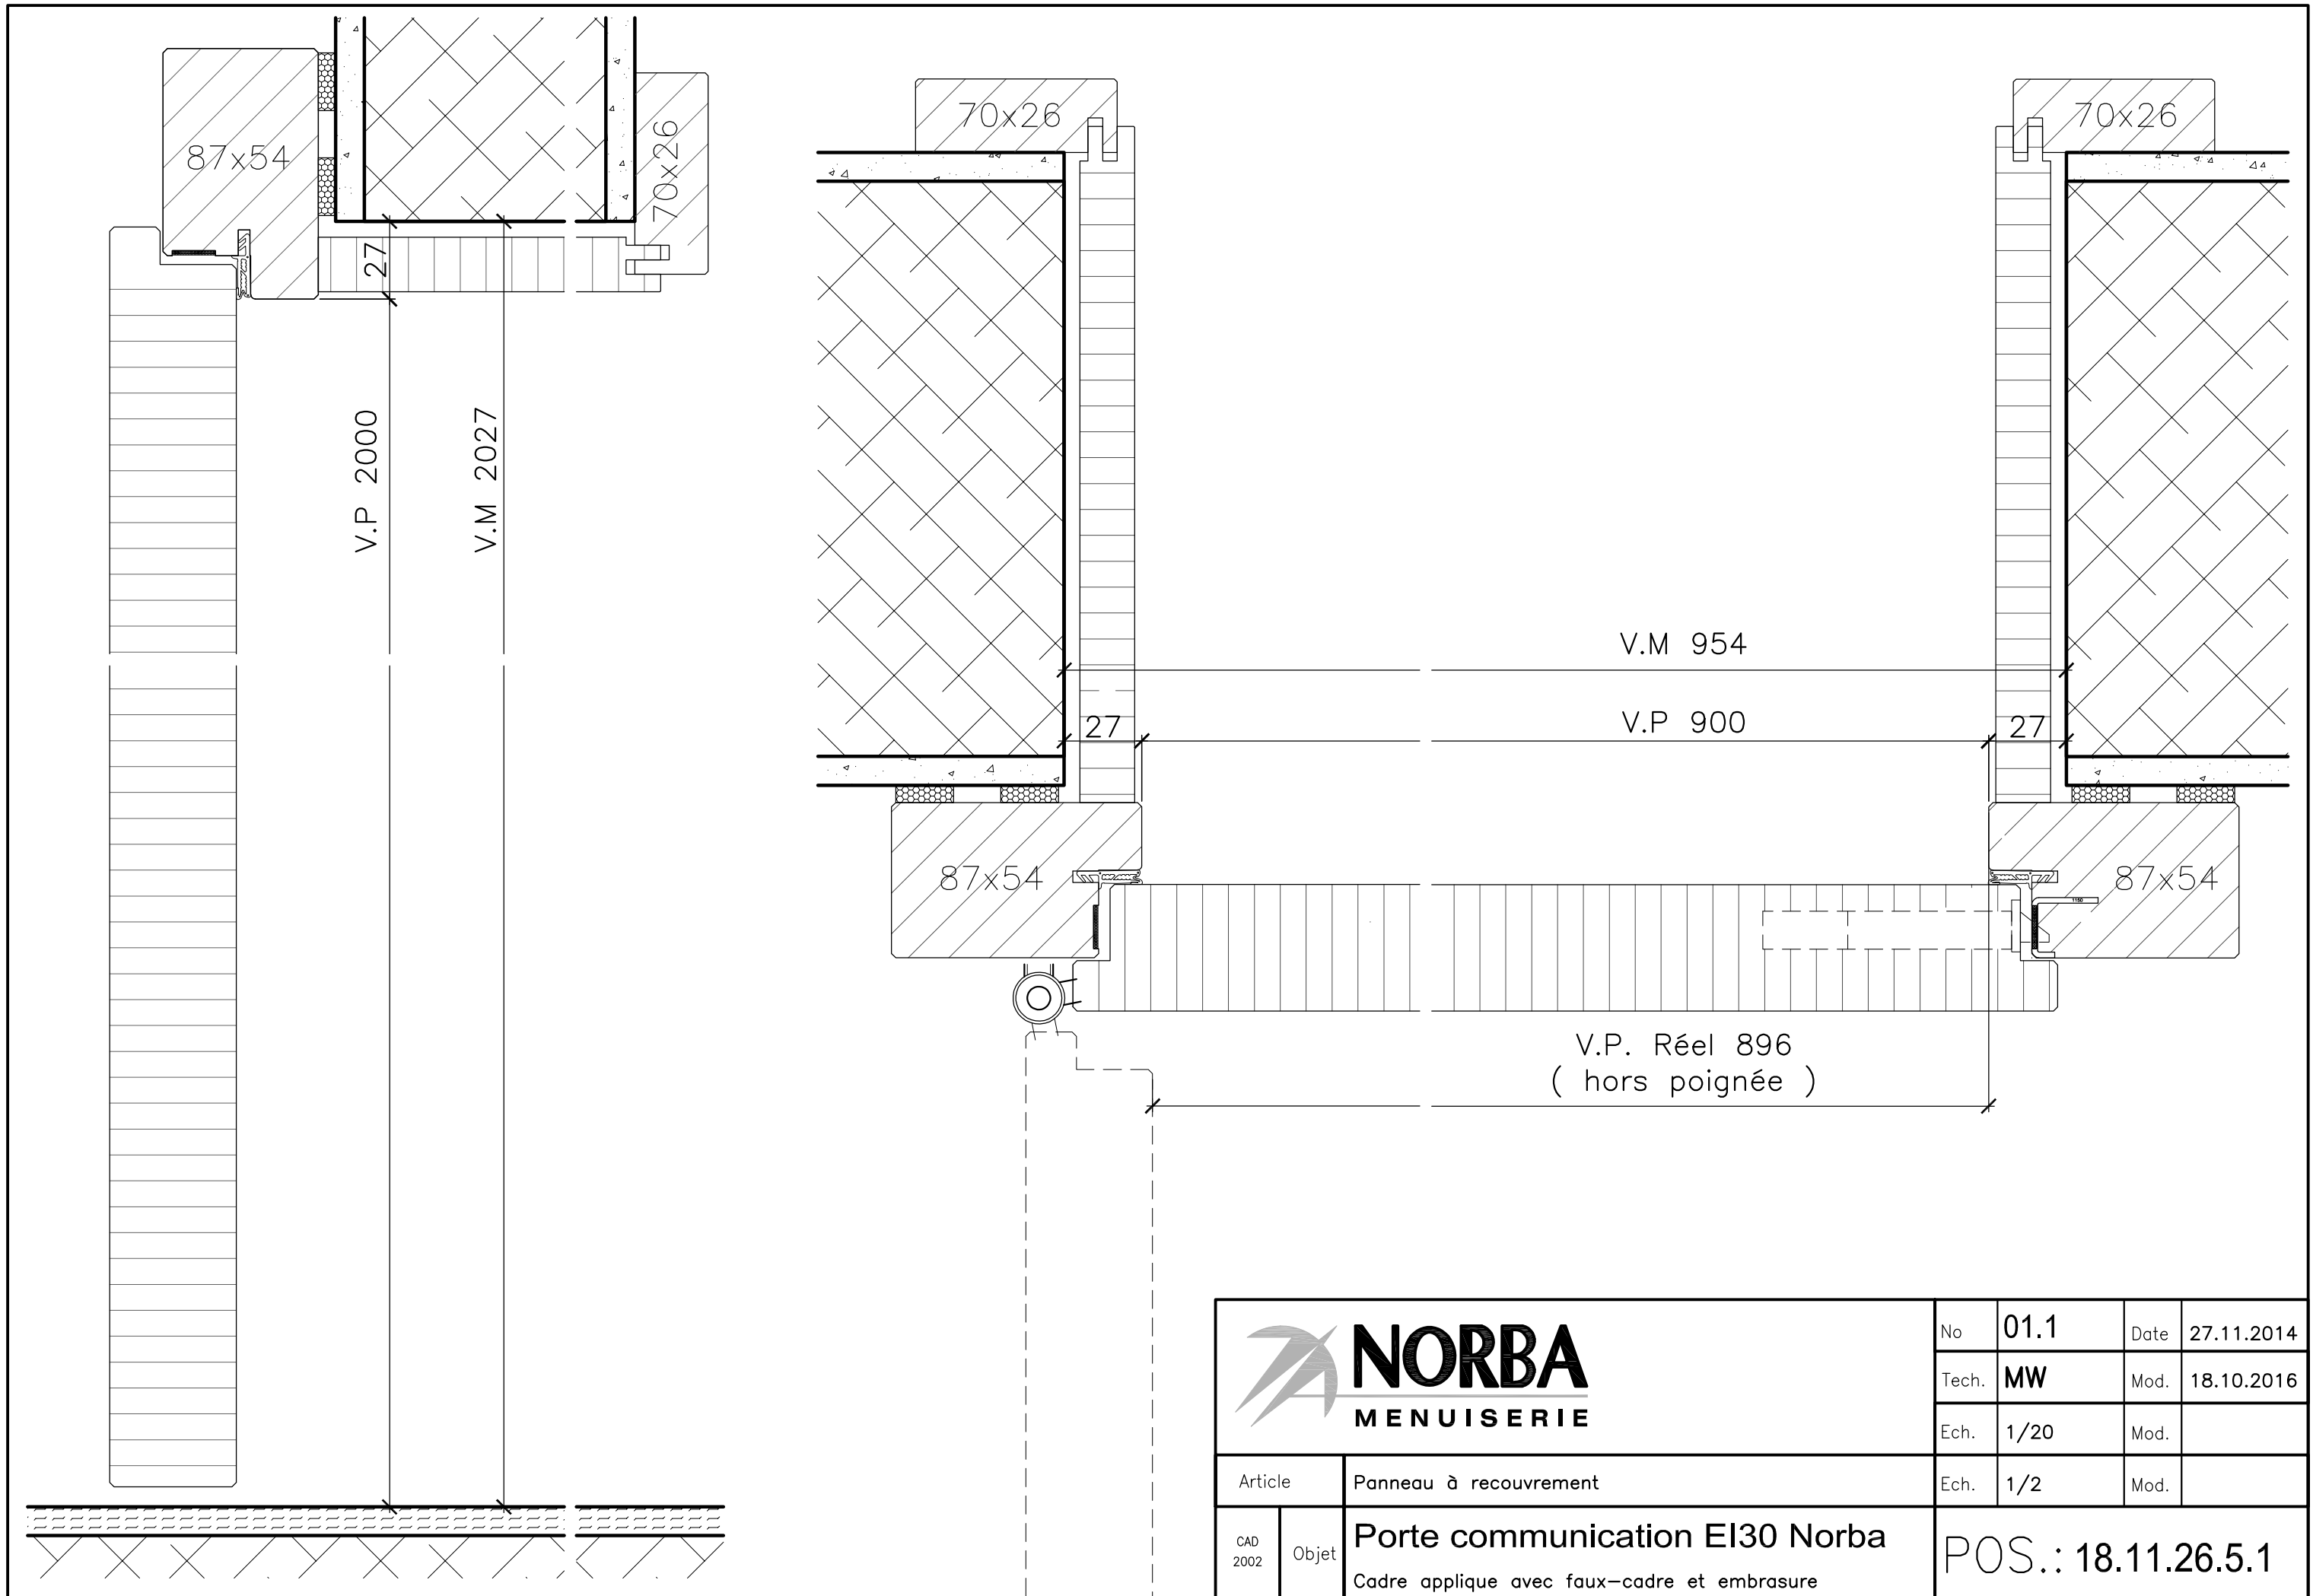 87x54
70x26
27
V.P 2000
V.M 2027
70x26
70x26
V.M 954
27
V.P 900
27
87x54
87x54
1150
V.P. Réel 896
( hors poignée )
NORBA
MENUISERIE
No 01.1 Date 27.11.2014
Tech. MW Mod. 18.10.2016
Ech. 1/20 Mod.
Article Panneau à recouvrement
Ech. 1/2 Mod.
CAD
2002
Objet
Porte communication EI30 Norba
Cadre applique avec faux-cadre et embrasure
POS.: 18.11.26.5.1